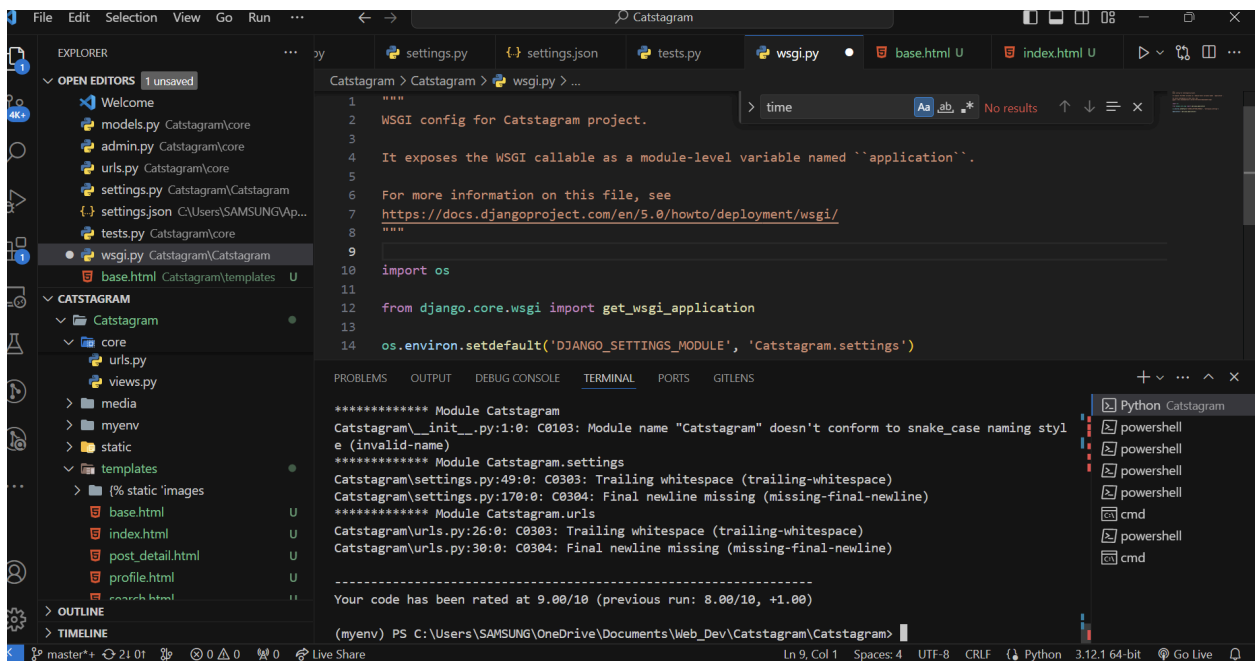 File Edit Selection View Go Run ... Catstagram
EXPLORER
OPEN EDITORS 1 unsaved
Welcome
models.py Catstagram\core
admin.py Catstagram\core
urls.py Catstagram\core
settings.py Catstagram\Catstagram
settings.json C:\Users\SAMSUNG\Ap...
tests.py Catstagram\core
wsgi.py Catstagram\Catstagram
base.html Catstagram\templates U
CATSTAGRAM
Catstagram
core
urls.py
views.py
media
myenv
static
templates
{% static 'images
base.html U
index.html U
post_detail.html U
profile.html U
search.html U
OUTLINE
TIMELINE
1
4K+
1
py settings.py settings.json tests.py wsgi.py base.html U index.html U
Catstagram > Catstagram > wsgi.py > ...
time Aa ab No results
1 """
2 WSGI config for Catstagram project.
3
4 It exposes the WSGI callable as a module-level variable named ``application``.
5
6 For more information on this file, see
7 https://docs.djangoproject.com/en/5.0/howto/deployment/wsgi/
8 """
9
10 import os
11
12 from django.core.wsgi import get_wsgi_application
13
14 os.environ.setdefault('DJANGO_SETTINGS_MODULE', 'Catstagram.settings')
PROBLEMS OUTPUT DEBUG CONSOLE TERMINAL PORTS GITLENS
************* Module Catstagram
Catstagram\__init__.py:1:0: C0103: Module name "Catstagram" doesn't conform to snake_case naming styl
e (invalid-name)
************* Module Catstagram.settings
Catstagram\settings.py:49:0: C0303: Trailing whitespace (trailing-whitespace)
Catstagram\settings.py:170:0: C0304: Final newline missing (missing-final-newline)
************* Module Catstagram.urls
Catstagram\urls.py:26:0: C0303: Trailing whitespace (trailing-whitespace)
Catstagram\urls.py:30:0: C0304: Final newline missing (missing-final-newline)
------------------------------------------------------------------
Your code has been rated at 9.00/10 (previous run: 8.00/10, +1.00)
(myenv) PS C:\Users\SAMSUNG\OneDrive\Documents\Web_Dev\Catstagram\Catstagram>
Python Catstagram
powershell
powershell
powershell
powershell
cmd
powershell
cmd
master*+ 2↓ 0↑ 0 0 0 Live Share Ln 9, Col 1 Spaces: 4 UTF-8 CRLF Python 3.12.1 64-bit Go Live